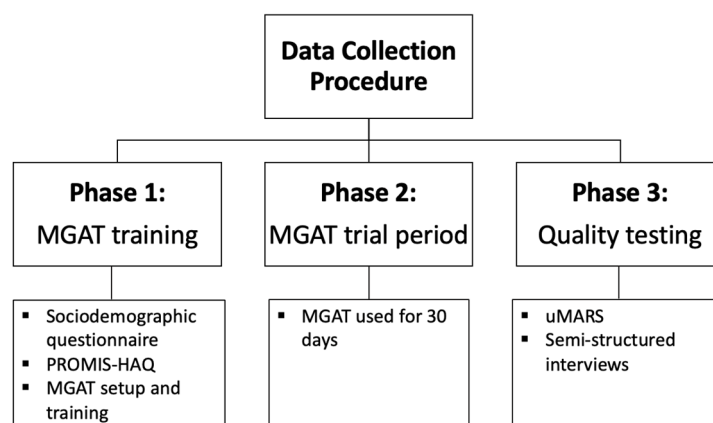 Data Collection
Procedure
Phase 1:
MGAT training
Phase 2:
MGAT trial period
Phase 3:
Quality testing
▪ Sociodemographic
questionnaire
▪ PROMIS-HAQ
▪ MGAT setup and
training
▪ MGAT used for 30
days
▪ uMARS
▪ Semi-structured
interviews